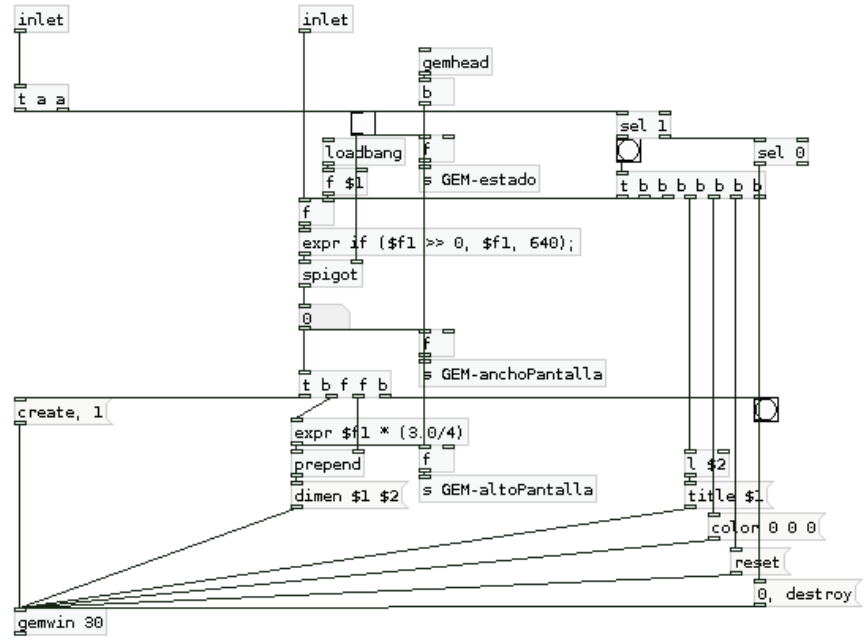 inlet
inlet
gemhead
b
t a a
sel 1
f
loadbang
sel 0
f $1
s GEM-estado
t b b b b b b b
f
expr if ($f1 >> 0, $f1, 640);
spigot
0
f
s GEM-anchoPantalla
t b f f b
create, 1
expr $f1 * (3.0/4)
prepend
f
l $2
dimen $1 $2
s GEM-altoPantalla
title $1
color 0 0 0
reset
0, destroy
gemwin 30